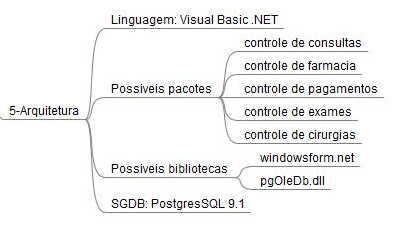 5-Arquitetura
Linguagem: Visual Basic .NET
Possiveis pacotes
controle de consultas
controle de farmacia
controle de pagamentos
controle de exames
controle de cirurgias
Possiveis bibliotecas
windowsform.net
pgOleDb.dll
SGDB: PostgresSQL 9.1